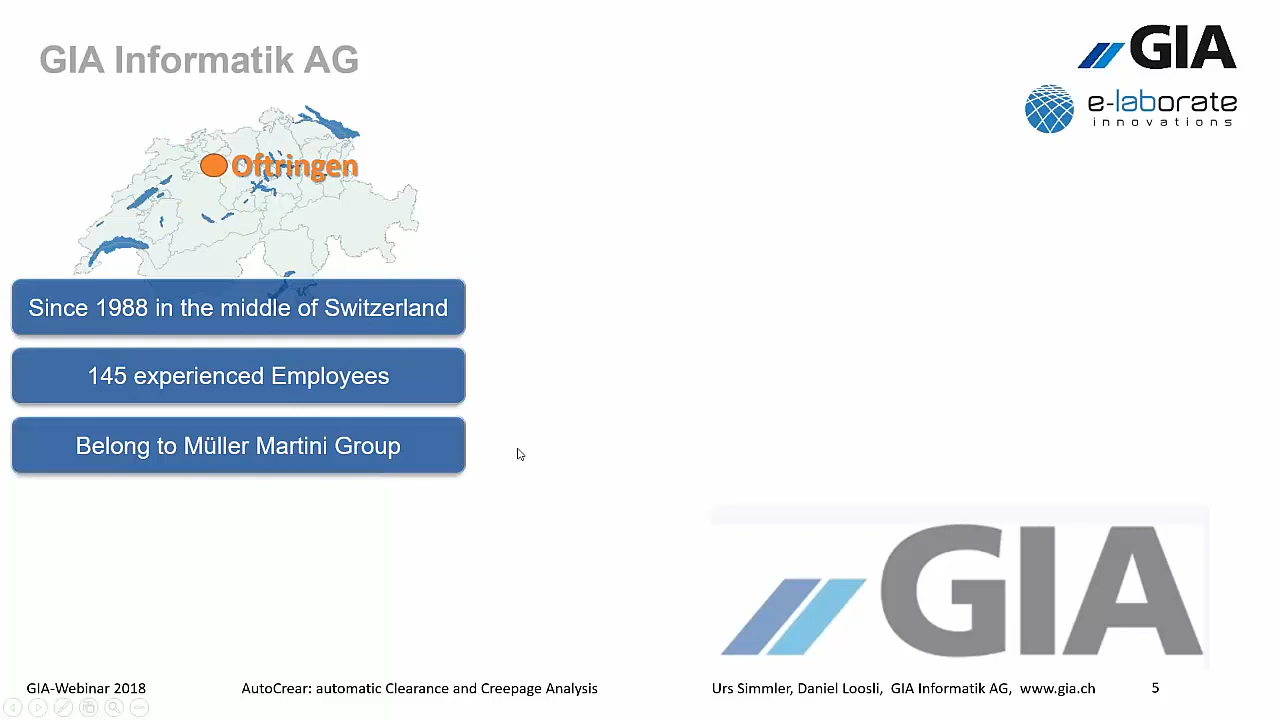 GIA Informatik AG
GIA
e-laborate
innovations
Oftringen
Since 1988 in the middle of Switzerland
145 experienced Employees
Belong to Müller Martini Group
GIA
GIA-Webinar 2018
AutoCrear: automatic Clearance and Creepage Analysis
Urs Simmler, Daniel Loosli, GIA Informatik AG, www.gia.ch
5